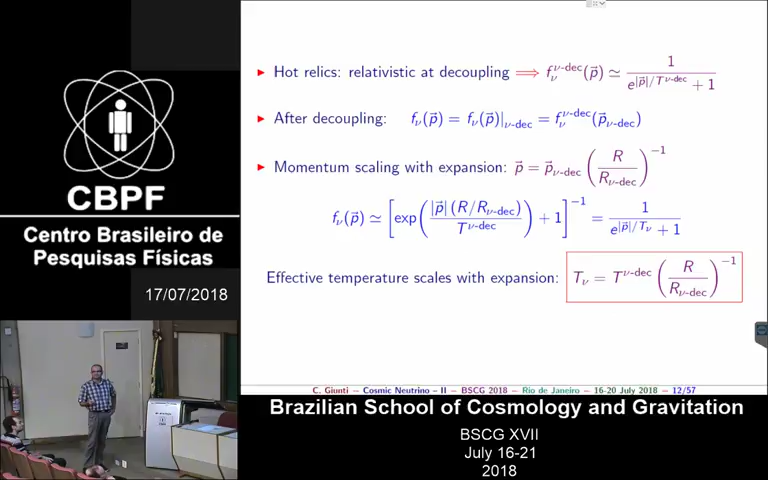 ▶ Hot relics: relativistic at decoupling ⟹ f_ν^{ν-dec}(p⃗) ≃ 1 / (e^{|p⃗|/T^{ν-dec}} + 1)
▶ After decoupling: f_ν(p⃗) = f_ν(p⃗)|_{ν-dec} = f_ν^{ν-dec}(p⃗_{ν-dec})
▶ Momentum scaling with expansion: p⃗ = p⃗_{ν-dec} (R / R_{ν-dec})^{−1}
f_ν(p⃗) ≃ [exp(|p⃗| (R/R_{ν-dec}) / T^{ν-dec}) + 1]^{−1} = 1 / (e^{|p⃗|/T_ν} + 1)
Effective temperature scales with expansion: T_ν = T^{ν-dec} (R / R_{ν-dec})^{−1}
C. Giunti − Cosmic Neutrino − II − BSCG 2018 − Rio de Janeiro − 16-20 July 2018 − 12/57
CBPF
Centro Brasileiro de
Pesquisas Físicas
17/07/2018
Brazilian School of Cosmology and Gravitation
BSCG XVII
July 16-21
2018